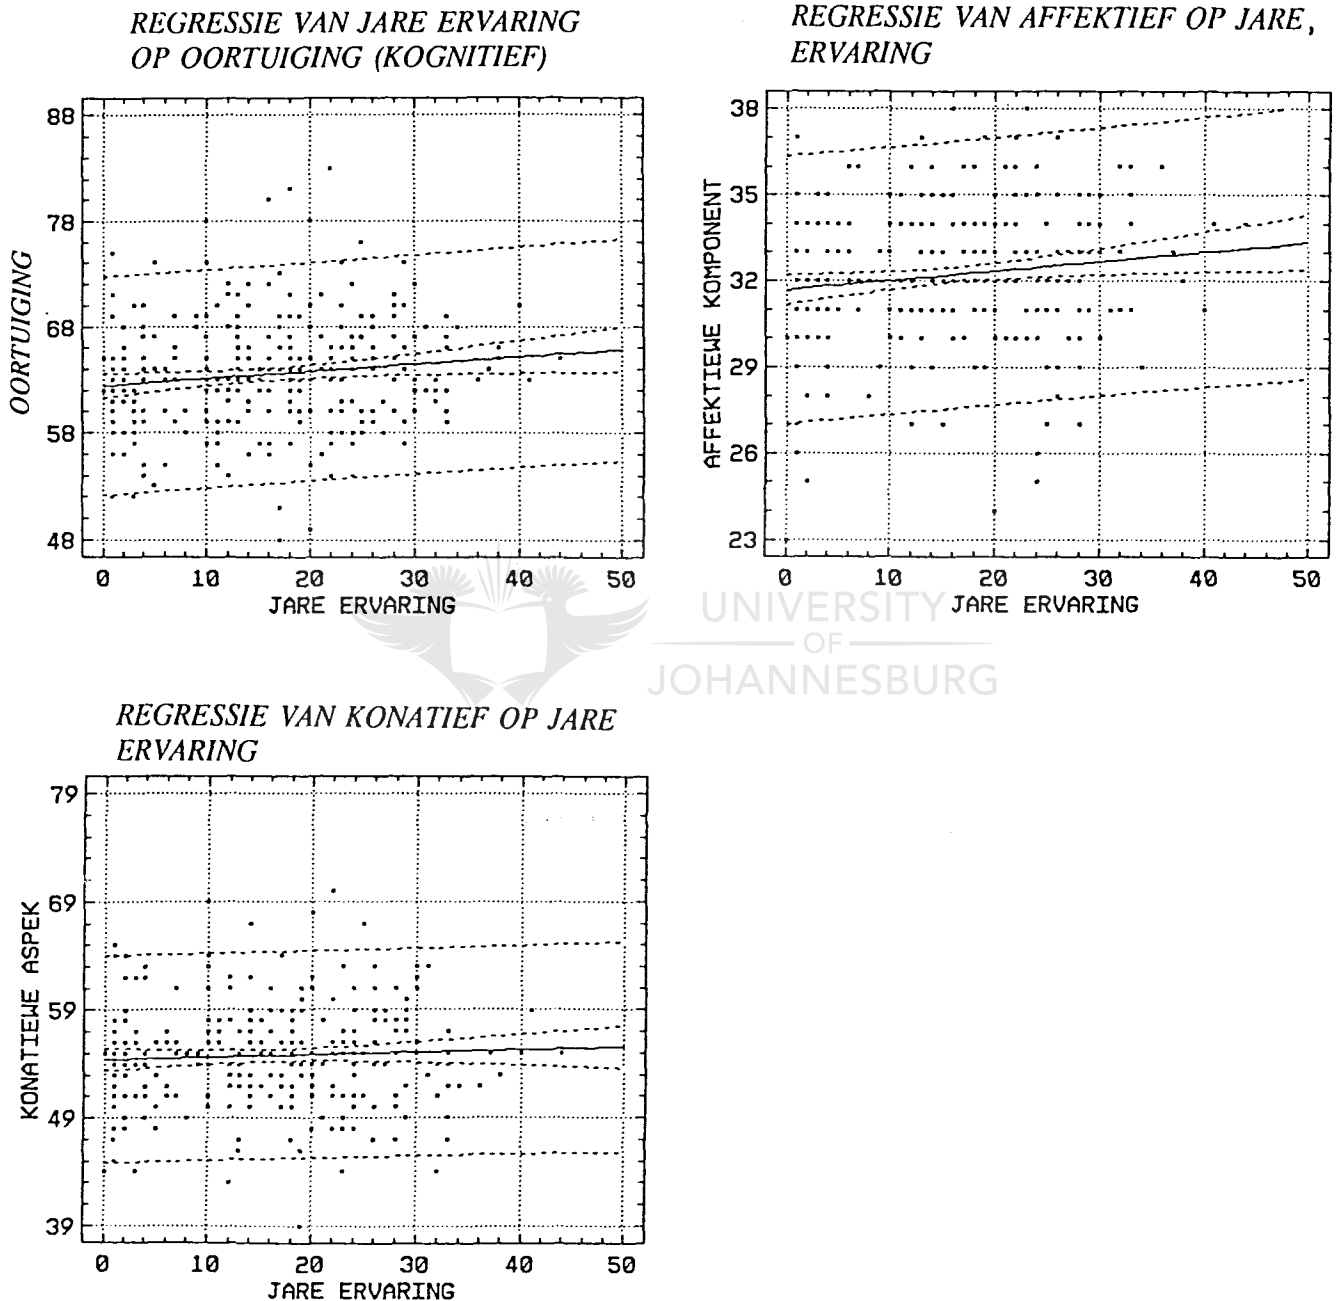 REGRESSIE VAN JARE ERVARING
OP OORTUIGING (KOGNITIEF)
88
78
68
58
48
OORTUIGING
0 10 20 30 40 50
JARE ERVARING
REGRESSIE VAN AFFEKTIEF OP JARE,
ERVARING
38
35
32
29
26
23
AFFEKTIEWE KOMPONENT
0 10 20 30 40 50
JARE ERVARING
UNIVERSITY
OF
JOHANNESBURG
REGRESSIE VAN KONATIEF OP JARE
ERVARING
79
69
59
49
39
KONATIEWE ASPEK
0 10 20 30 40 50
JARE ERVARING